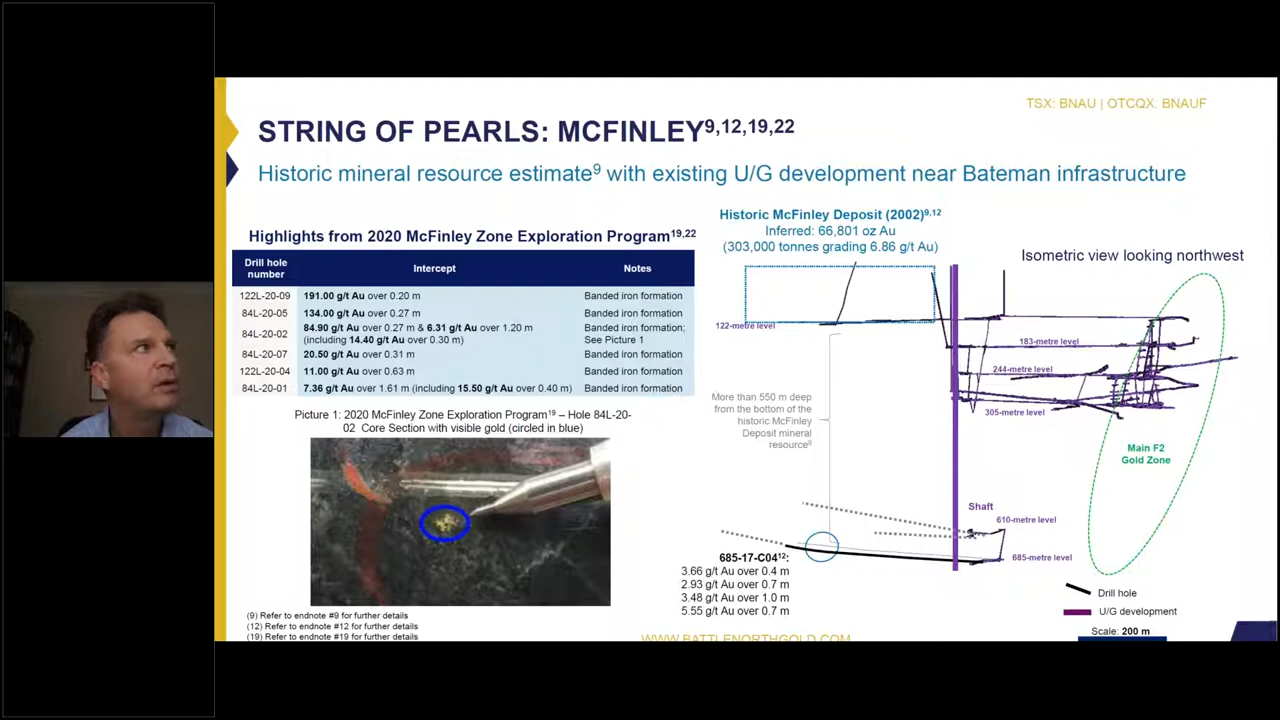 TSX: BNAU | OTCQX: BNAUF
STRING OF PEARLS: MCFINLEY9,12,19,22
Historic mineral resource estimate9 with existing U/G development near Bateman infrastructure
Highlights from 2020 McFinley Zone Exploration Program19,22
Drill hole number Intercept Notes
122L-20-09 191.00 g/t Au over 0.20 m Banded iron formation
84L-20-05 134.00 g/t Au over 0.27 m Banded iron formation
84L-20-02 84.90 g/t Au over 0.27 m & 6.31 g/t Au over 1.20 m Banded iron formation;
(including 14.40 g/t Au over 0.30 m) See Picture 1
84L-20-07 20.50 g/t Au over 0.31 m Banded iron formation
122L-20-04 11.00 g/t Au over 0.63 m Banded iron formation
84L-20-01 7.36 g/t Au over 1.61 m (including 15.50 g/t Au over 0.40 m) Banded iron formation
Picture 1: 2020 McFinley Zone Exploration Program19 – Hole 84L-20-
02 Core Section with visible gold (circled in blue)
(9) Refer to endnote #9 for further details
(12) Refer to endnote #12 for further details
(19) Refer to endnote #19 for further details
Historic McFinley Deposit (2002)9,12
Inferred: 66,801 oz Au
(303,000 tonnes grading 6.86 g/t Au)
Isometric view looking northwest
122-metre level
183-metre level
244-metre level
305-metre level
More than 550 m deep
from the bottom of the
historic McFinley
Deposit mineral
resource9
Main F2
Gold Zone
Shaft
610-metre level
685-metre level
685-17-C0412:
3.66 g/t Au over 0.4 m
2.93 g/t Au over 0.7 m
3.48 g/t Au over 1.0 m
5.55 g/t Au over 0.7 m
Drill hole
U/G development
Scale: 200 m
WWW.BATTLENORTHGOLD.COM